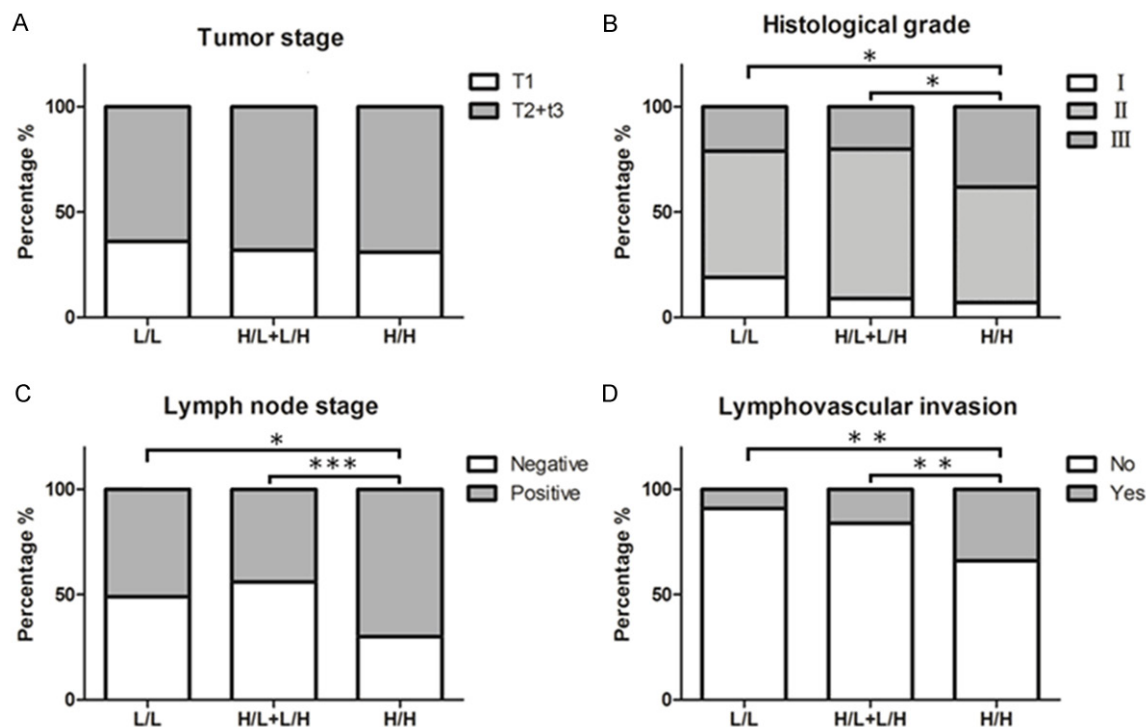 A
Tumor stage
T1
T2+t3
Percentage %
100
50
0
L/L
H/L+L/H
H/H
B
Histological grade
*
*
I
II
III
Percentage %
100
50
0
L/L
H/L+L/H
H/H
C
Lymph node stage
*
***
Negative
Positive
Percentage %
100
50
0
L/L
H/L+L/H
H/H
D
Lymphovascular invasion
* *
* *
No
Yes
Percentage %
100
50
0
L/L
H/L+L/H
H/H